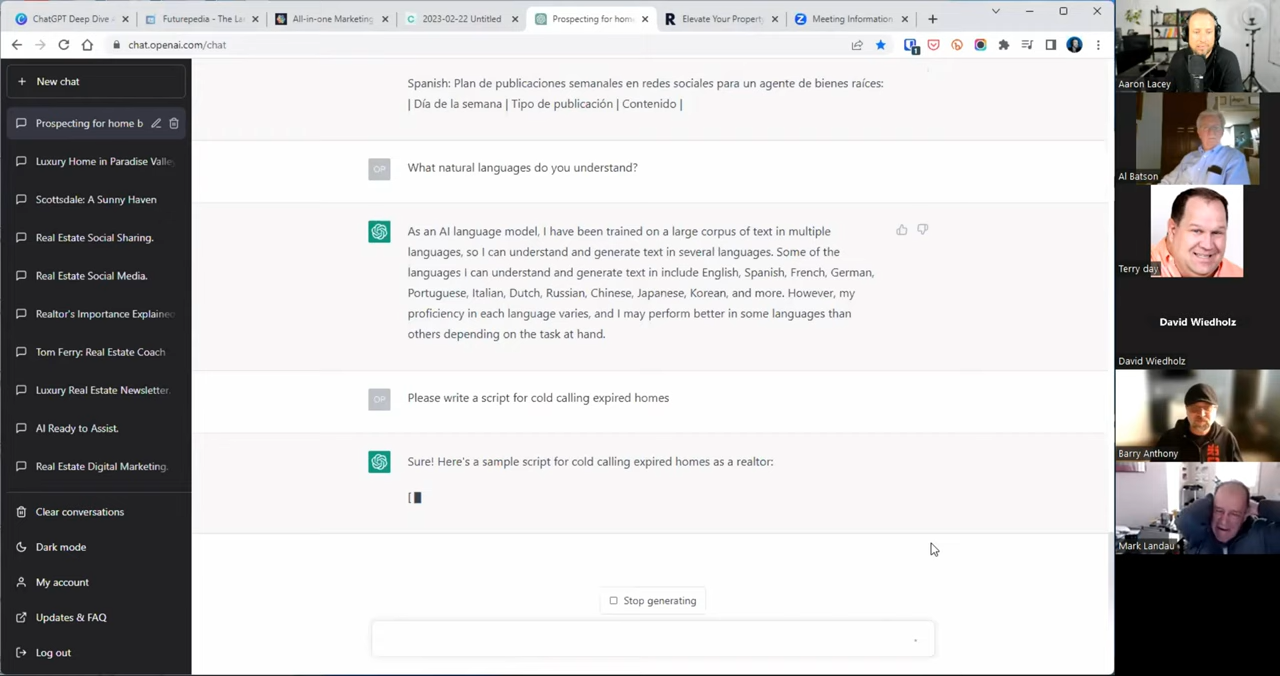 ChatGPT Deep Dive
Futurepedia - The La
All-in-one Marketing
2023-02-22 Untitled
Prospecting for home
Elevate Your Property
Meeting Information
chat.openai.com/chat
1
Aaron Lacey
Al Batson
Terry day
David Wiedholz
David Wiedholz
Barry Anthony
Mark Landau
New chat
Prospecting for home b
Luxury Home in Paradise Valley
Scottsdale: A Sunny Haven
Real Estate Social Sharing.
Real Estate Social Media.
Realtor's Importance Explained
Tom Ferry: Real Estate Coach
Luxury Real Estate Newsletter.
AI Ready to Assist.
Real Estate Digital Marketing.
Clear conversations
Dark mode
My account
Updates & FAQ
Log out
Spanish: Plan de publicaciones semanales en redes sociales para un agente de bienes raíces:
| Día de la semana | Tipo de publicación | Contenido |
OP
What natural languages do you understand?
As an AI language model, I have been trained on a large corpus of text in multiple
languages, so I can understand and generate text in several languages. Some of the
languages I can understand and generate text in include English, Spanish, French, German,
Portuguese, Italian, Dutch, Russian, Chinese, Japanese, Korean, and more. However, my
proficiency in each language varies, and I may perform better in some languages than
others depending on the task at hand.
OP
Please write a script for cold calling expired homes
Sure! Here's a sample script for cold calling expired homes as a realtor:
[
Stop generating